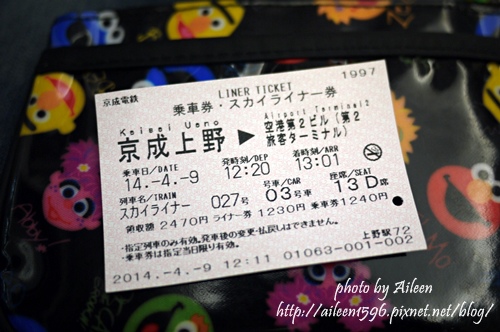 京成電鉄
LINER TICKET
1997
乗車券・スカイライナー券
Keisei Ueno
Airport Terminal2
京成上野 ▶ 空港第2ビル(第2
旅客ターミナル)
乗車日/DATE 発時刻/DEP 着時刻/ARR
14.-4.-9 12:20 13:01
列車名/TRAIN 号車/CAR 座席/SEAT
スカイライナー 027号 03号車 13 D席
領収額 2470円 ライナー券 1230円 乗車券 1240円
・指定列車のみ有効。発車後の変更・払戻しはできません。
・乗車券は指定当日限り有効。
上野駅72
2014.-4.-9 12:11 01063-001-002
photo by Aileen
http://aileen1596.pixnet.net/blog/